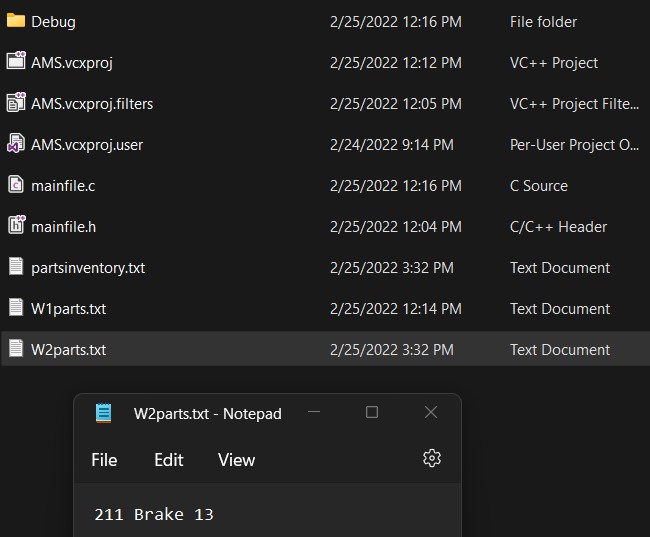 Debug 2/25/2022 12:16 PM File folder
AMS.vcxproj 2/25/2022 12:12 PM VC++ Project
AMS.vcxproj.filters 2/25/2022 12:05 PM VC++ Project Filte...
AMS.vcxproj.user 2/24/2022 9:14 PM Per-User Project O...
mainfile.c 2/25/2022 12:16 PM C Source
mainfile.h 2/25/2022 12:04 PM C/C++ Header
partsinventory.txt 2/25/2022 3:32 PM Text Document
W1parts.txt 2/25/2022 12:14 PM Text Document
W2parts.txt 2/25/2022 3:32 PM Text Document
W2parts.txt - Notepad
File Edit View
211 Brake 13